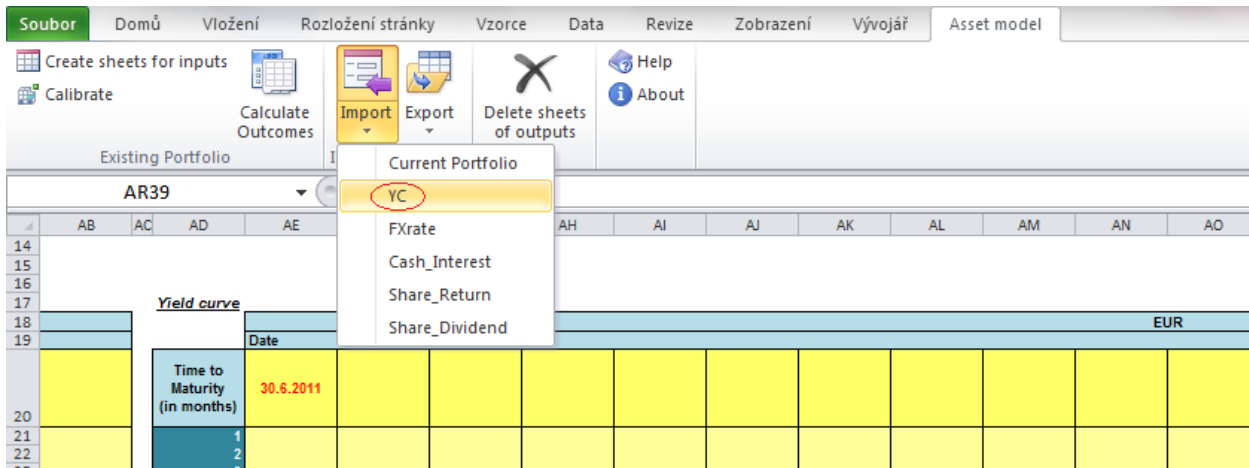 Soubor Domů Vložení Rozložení stránky Vzorce Data Revize Zobrazení Vývojář Asset model
Create sheets for inputs
Calibrate
Calculate
Outcomes
Existing Portfolio
Import
Export
Delete sheets
of outputs
Help
About
Current Portfolio
YC
FXrate
Cash_Interest
Share_Return
Share_Dividend
AR39
AB AC AD AE AH AI AJ AK AL AM AN AO
14
15
16
17 Yield curve
18 EUR
19 Date
20 Time to
Maturity
(in months)
30.6.2011
21 1
22 2